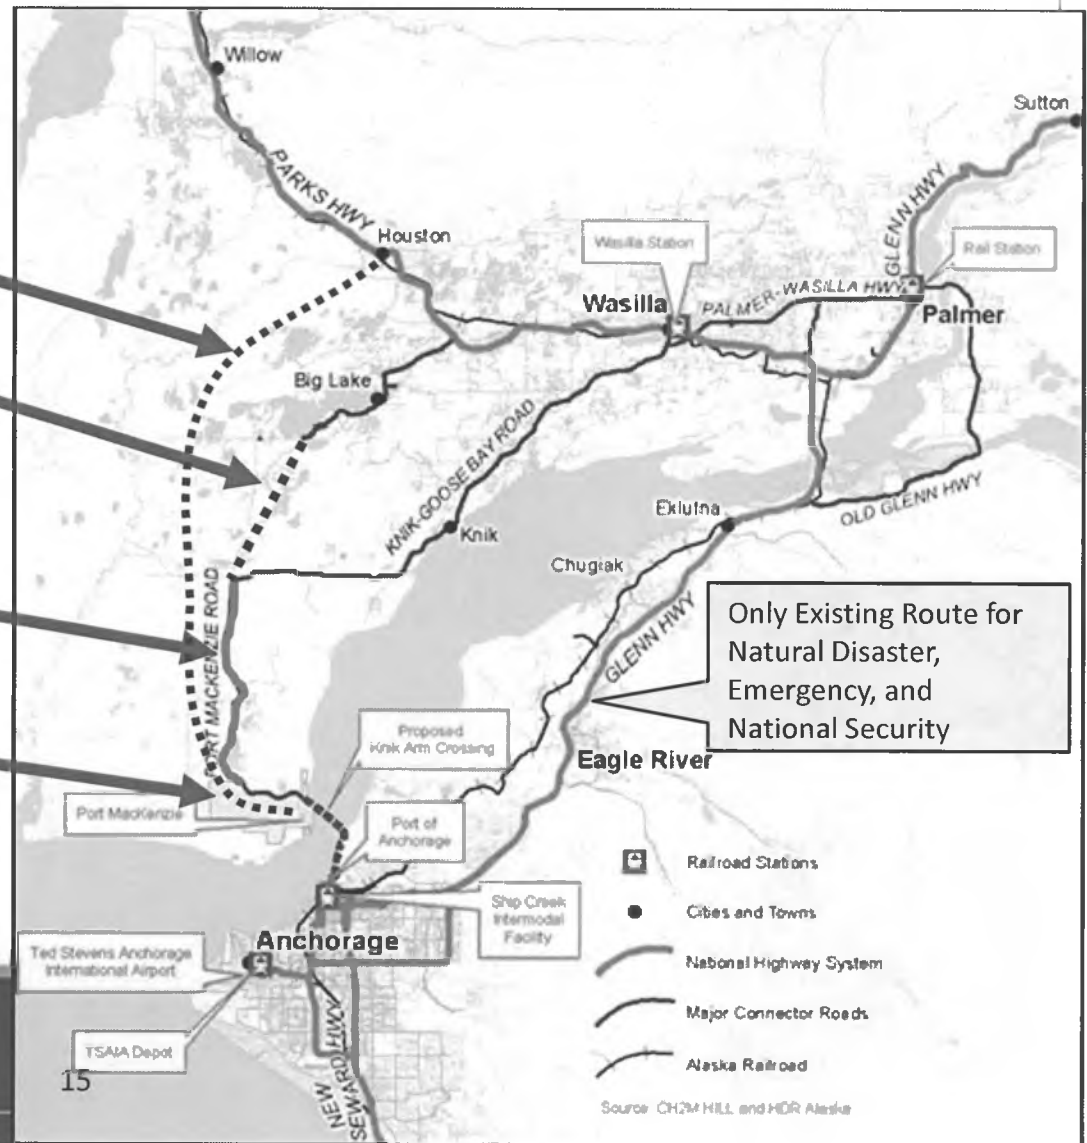 Willow
Sutton
PARKS HWY
GLENN HWY
Houston
Wasilla Station
Rail Station
Wasilla
PALMER-WASILLA HWY
Palmer
Big Lake
KNIK-GOOSE BAY ROAD
Eklutna
OLD GLENN HWY
Knik
Chugiak
PORT MACKENZIE ROAD
GLENN HWY
Only Existing Route for
Natural Disaster,
Emergency, and
National Security
Proposed
Knik Arm Crossing
Eagle River
Port MacKenzie
Port of
Anchorage
Railroad Stations
Ship Creek
Intermodal
Facility
Cities and Towns
Anchorage
Ted Stevens Anchorage
International Airport
National Highway System
Major Connector Roads
TSAIA Depot
NEW
SEWARD HWY
Alaska Railroad
15
Source: CH2M HILL and HDR Alaska